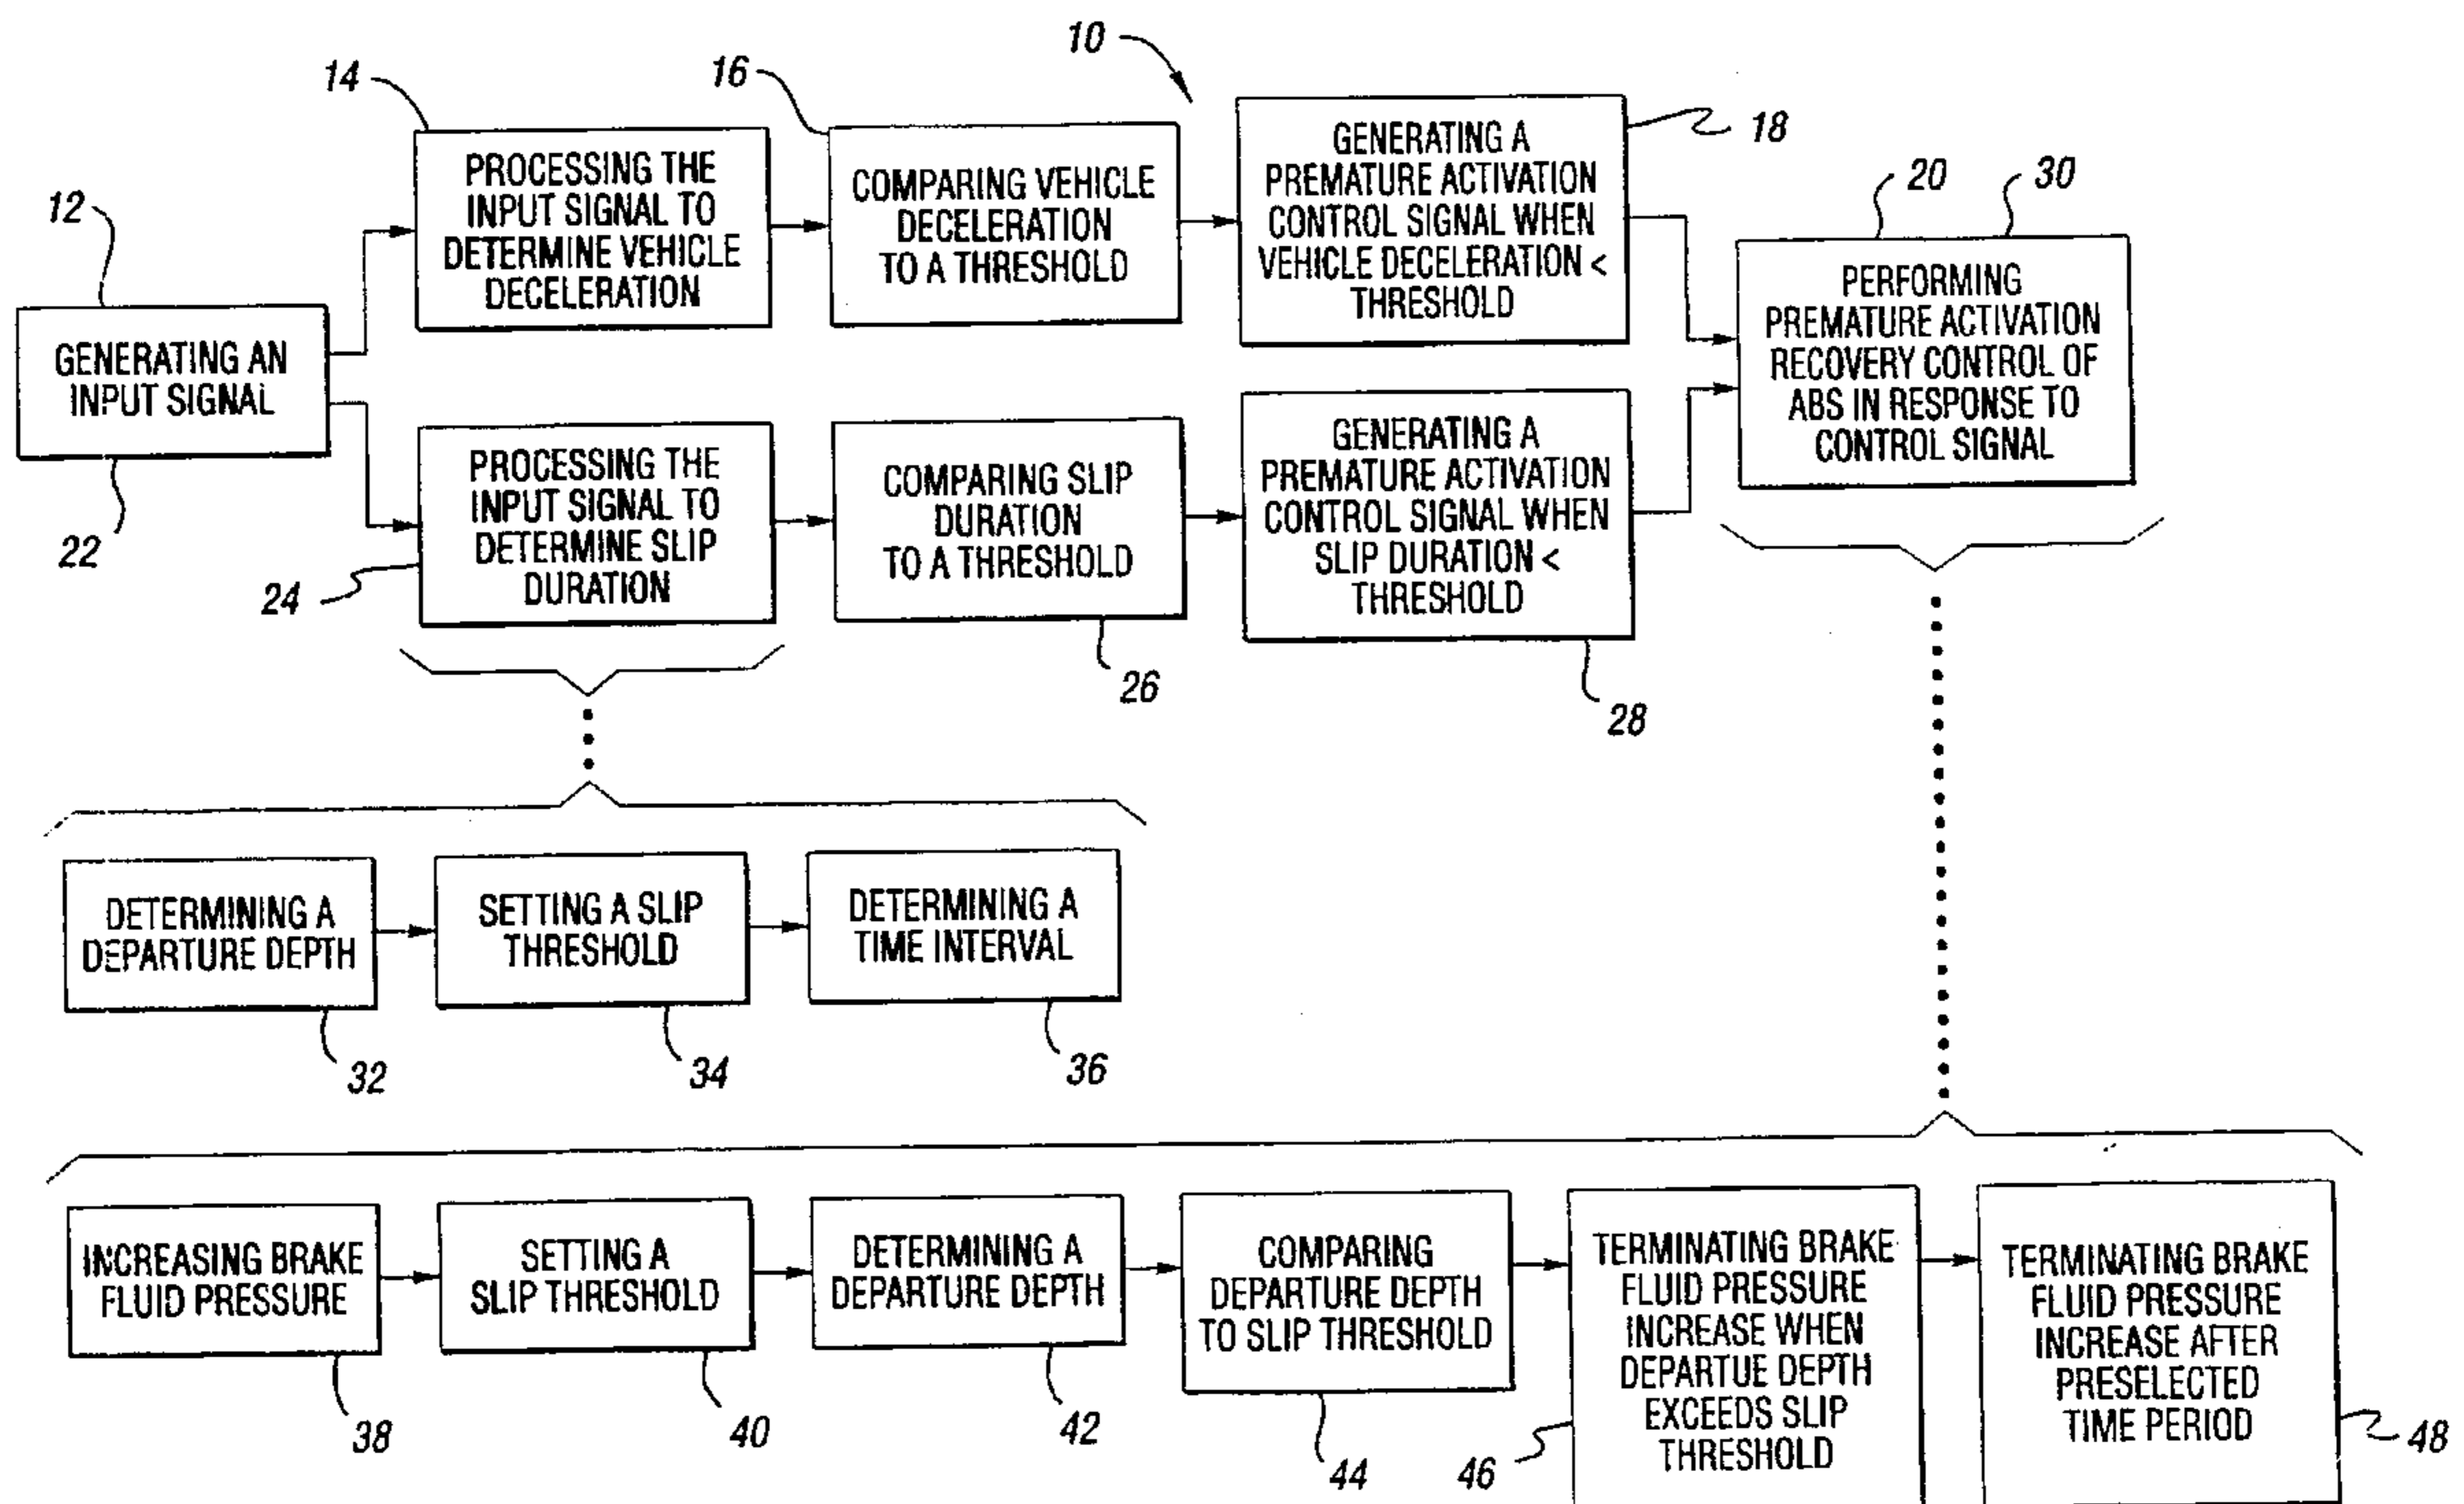 10
14
16
18
12
20
30
PROCESSING THE
INPUT SIGNAL TO
DETERMINE VEHICLE
DECELERATION
COMPARING VEHICLE
DECELERATION
TO A THRESHOLD
GENERATING A
PREMATURE ACTIVATION
CONTROL SIGNAL WHEN
VEHICLE DECELERATION <
THRESHOLD
GENERATING AN
INPUT SIGNAL
PERFORMING
PREMATURE ACTIVATION
RECOVERY CONTROL OF
ABS IN RESPONSE TO
CONTROL SIGNAL
22
24
PROCESSING THE
INPUT SIGNAL TO
DETERMINE SLIP
DURATION
COMPARING SLIP
DURATION
TO A THRESHOLD
GENERATING A
PREMATURE ACTIVATION
CONTROL SIGNAL WHEN
SLIP DURATION <
THRESHOLD
26
28
DETERMINING A
DEPARTURE DEPTH
SETTING A SLIP
THRESHOLD
DETERMINING A
TIME INTERVAL
32
34
36
INCREASING BRAKE
FLUID PRESSURE
SETTING A
SLIP THRESHOLD
DETERMINING A
DEPARTURE DEPTH
COMPARING
DEPARTURE DEPTH
TO SLIP THRESHOLD
TERMINATING BRAKE
FLUID PRESSURE
INCREASE WHEN
DEPARTUE DEPTH
EXCEEDS SLIP
THRESHOLD
TERMINATING BRAKE
FLUID PRESSURE
INCREASE AFTER
PRESELECTED
TIME PERIOD
38
40
42
44
46
48